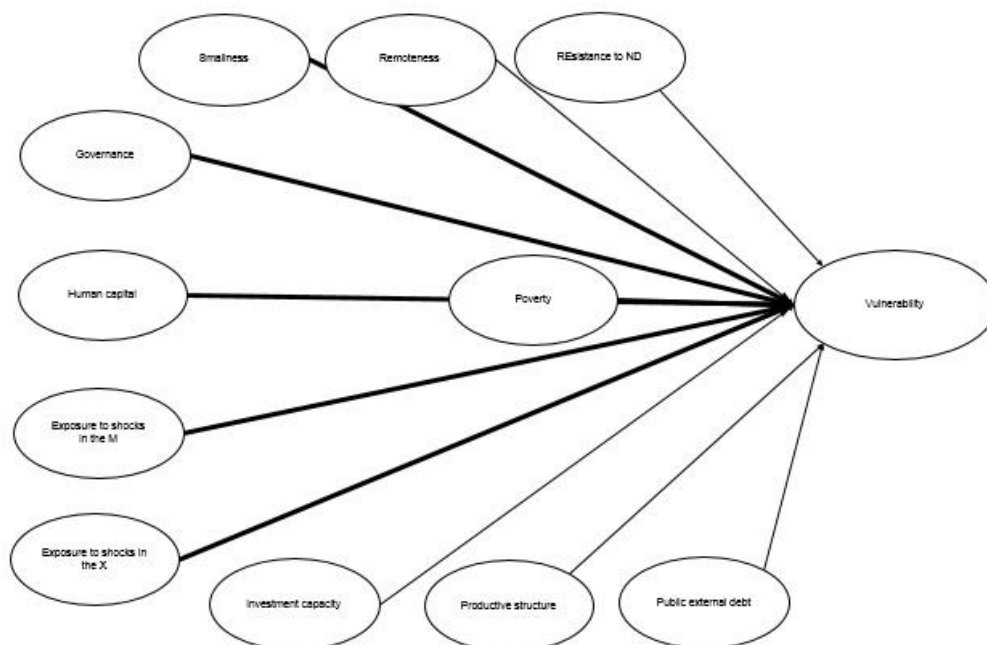 Smallness
Remoteness
REsistance to ND
Governance
Human capital
Poverty
Vulnerability
Exposure to shocks
in the M
Exposure to shocks in
the X
Investment capacity
Productive structure
Public external debt